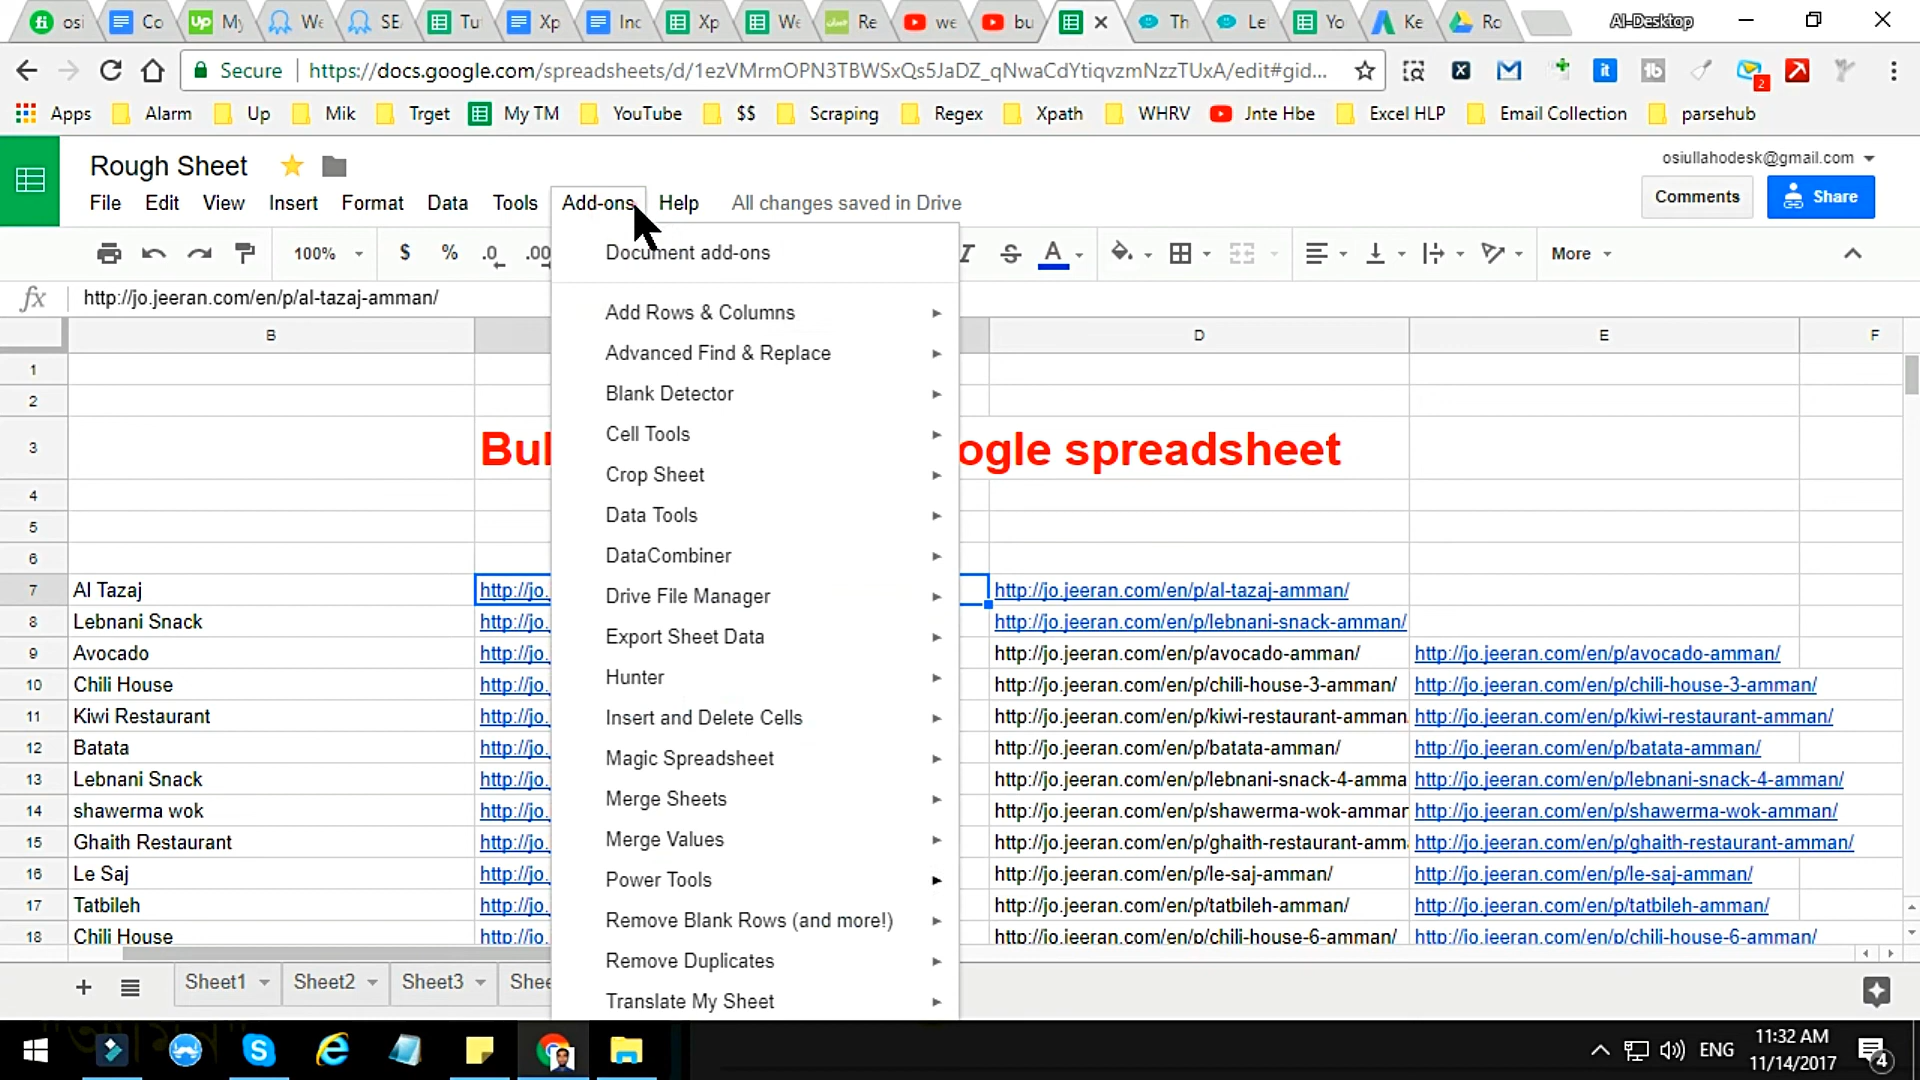 osi
Co
My
We
SE
Tu
Xp
Inc
Xp
We
Re
we
bu
Th
Le
Yo
Ke
Ro
Al-Desktop
Secure
https://docs.google.com/spreadsheets/d/1ezVMrmOPN3TBWSxQs5JaDZ_qNwaCdYtiqvzmNzzTUxA/edit#gid...
Apps Alarm Up Mik Trget My TM YouTube $$ Scraping Regex Xpath WHRV Jnte Hbe Excel HLP Email Collection parsehub
Rough Sheet
osiullahodesk@gmail.com
File Edit View Insert Format Data Tools Add-ons Help All changes saved in Drive
Comments Share
100% $ % .0 .00 More
fx http://jo.jeeran.com/en/p/al-tazaj-amman/
B D E F
Document add-ons
Add Rows & Columns
Advanced Find & Replace
Blank Detector
Cell Tools
Crop Sheet
Data Tools
DataCombiner
Drive File Manager
Export Sheet Data
Hunter
Insert and Delete Cells
Magic Spreadsheet
Merge Sheets
Merge Values
Power Tools
Remove Blank Rows (and more!)
Remove Duplicates
Translate My Sheet
1
2
3 Bul ogle spreadsheet
4
5
6
7 Al Tazaj http://jo. http://jo.jeeran.com/en/p/al-tazaj-amman/
8 Lebnani Snack http://jo. http://jo.jeeran.com/en/p/lebnani-snack-amman/
9 Avocado http://jo. http://jo.jeeran.com/en/p/avocado-amman/ http://jo.jeeran.com/en/p/avocado-amman/
10 Chili House http://jo. http://jo.jeeran.com/en/p/chili-house-3-amman/ http://jo.jeeran.com/en/p/chili-house-3-amman/
11 Kiwi Restaurant http://jo. http://jo.jeeran.com/en/p/kiwi-restaurant-amman http://jo.jeeran.com/en/p/kiwi-restaurant-amman/
12 Batata http://jo. http://jo.jeeran.com/en/p/batata-amman/ http://jo.jeeran.com/en/p/batata-amman/
13 Lebnani Snack http://jo. http://jo.jeeran.com/en/p/lebnani-snack-4-amma http://jo.jeeran.com/en/p/lebnani-snack-4-amman/
14 shawerma wok http://jo. http://jo.jeeran.com/en/p/shawerma-wok-amman http://jo.jeeran.com/en/p/shawerma-wok-amman/
15 Ghaith Restaurant http://jo. http://jo.jeeran.com/en/p/ghaith-restaurant-amm http://jo.jeeran.com/en/p/ghaith-restaurant-amman/
16 Le Saj http://jo. http://jo.jeeran.com/en/p/le-saj-amman/ http://jo.jeeran.com/en/p/le-saj-amman/
17 Tatbileh http://jo. http://jo.jeeran.com/en/p/tatbileh-amman/ http://jo.jeeran.com/en/p/tatbileh-amman/
18 Chili House http://jo. http://jo.jeeran.com/en/p/chili-house-6-amman/ http://jo.jeeran.com/en/p/chili-house-6-amman/
Sheet1 Sheet2 Sheet3 Shee
ENG
11:32 AM
11/14/2017
4